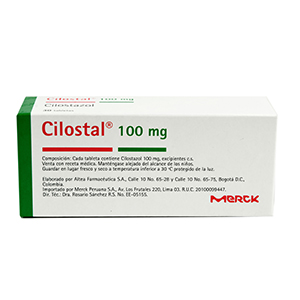 Cilostal®
Cilostazol
Cilostal® 100 mg
Composición: Cada tableta contiene Cilostazol 100 mg, excipientes c.s.
Venta con receta médica. Manténgase alejado del alcance de los niños.
Guardar en lugar fresco y seco a temperatura inferior a 30 °C protegido de la luz.
Elaborado por Altea Farmacéutica S.A., Calle 10 No. 65-28 y Calle 10 No. 65-75, Bogotá D.C.,
Colombia.
Importado por Merck Peruana S.A., Av. Los Frutales 220, Lima 03. R.U.C. 20100099447.
Dir. Téc.: Dra. Rosario Sánchez R.S. No. EE-05155.
MERCK